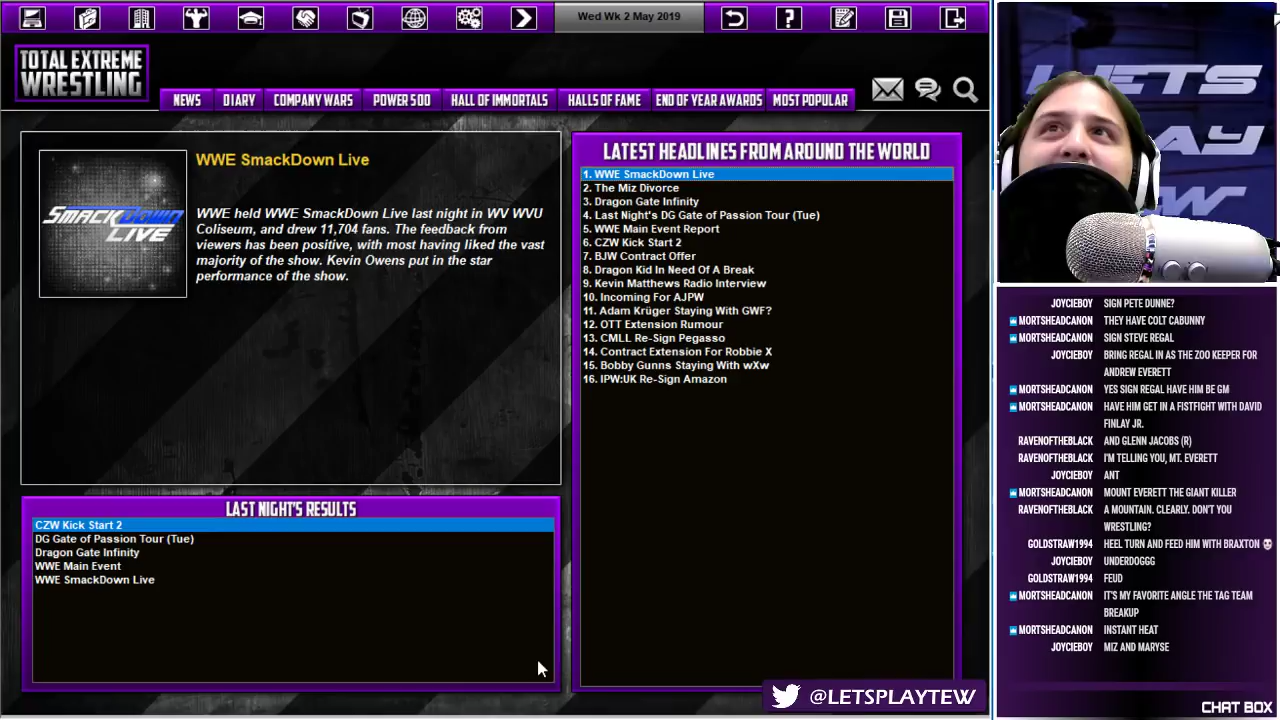 Wed Wk 2 May 2019
TOTAL EXTREME
WRESTLING
NEWS
DIARY
COMPANY WARS
POWER 500
HALL OF IMMORTALS
HALLS OF FAME
END OF YEAR AWARDS
MOST POPULAR
SMACKDOWN
LIVE
WWE SmackDown Live
WWE held WWE SmackDown Live last night in WV WVU
Coliseum, and drew 11,704 fans. The feedback from
viewers has been positive, with most having liked the vast
majority of the show. Kevin Owens put in the star
performance of the show.
LATEST HEADLINES FROM AROUND THE WORLD
1. WWE SmackDown Live
2. The Miz Divorce
3. Dragon Gate Infinity
4. Last Night's DG Gate of Passion Tour (Tue)
5. WWE Main Event Report
6. CZW Kick Start 2
7. BJW Contract Offer
8. Dragon Kid In Need Of A Break
9. Kevin Matthews Radio Interview
10. Incoming For AJPW
11. Adam Krüger Staying With GWF?
12. OTT Extension Rumour
13. CMLL Re-Sign Pegasso
14. Contract Extension For Robbie X
15. Bobby Gunns Staying With wXw
16. IPW:UK Re-Sign Amazon
LAST NIGHT'S RESULTS
CZW Kick Start 2
DG Gate of Passion Tour (Tue)
Dragon Gate Infinity
WWE Main Event
WWE SmackDown Live
@LETSPLAYTEW
LETS
JOYCIEBOY SIGN PETE DUNNE?
MORTSHEADCANON THEY HAVE COLT CABUNNY
MORTSHEADCANON SIGN STEVE REGAL
JOYCIEBOY BRING REGAL IN AS THE ZOO KEEPER FOR
ANDREW EVERETT
MORTSHEADCANON YES SIGN REGAL HAVE HIM BE GM
MORTSHEADCANON HAVE HIM GET IN A FISTFIGHT WITH DAVID
FINLAY JR.
RAVENOFTHEBLACK AND GLENN JACOBS (R)
RAVENOFTHEBLACK I'M TELLING YOU, MT. EVERETT
JOYCIEBOY ANT
MORTSHEADCANON MOUNT EVERETT THE GIANT KILLER
RAVENOFTHEBLACK A MOUNTAIN. CLEARLY. DON'T YOU
WRESTLING?
GOLDSTRAW1994 HEEL TURN AND FEED HIM WITH BRAXTON
JOYCIEBOY UNDERDOGGG
GOLDSTRAW1994 FEUD
MORTSHEADCANON IT'S MY FAVORITE ANGLE THE TAG TEAM
BREAKUP
MORTSHEADCANON INSTANT HEAT
JOYCIEBOY MIZ AND MARYSE
CHAT BOX